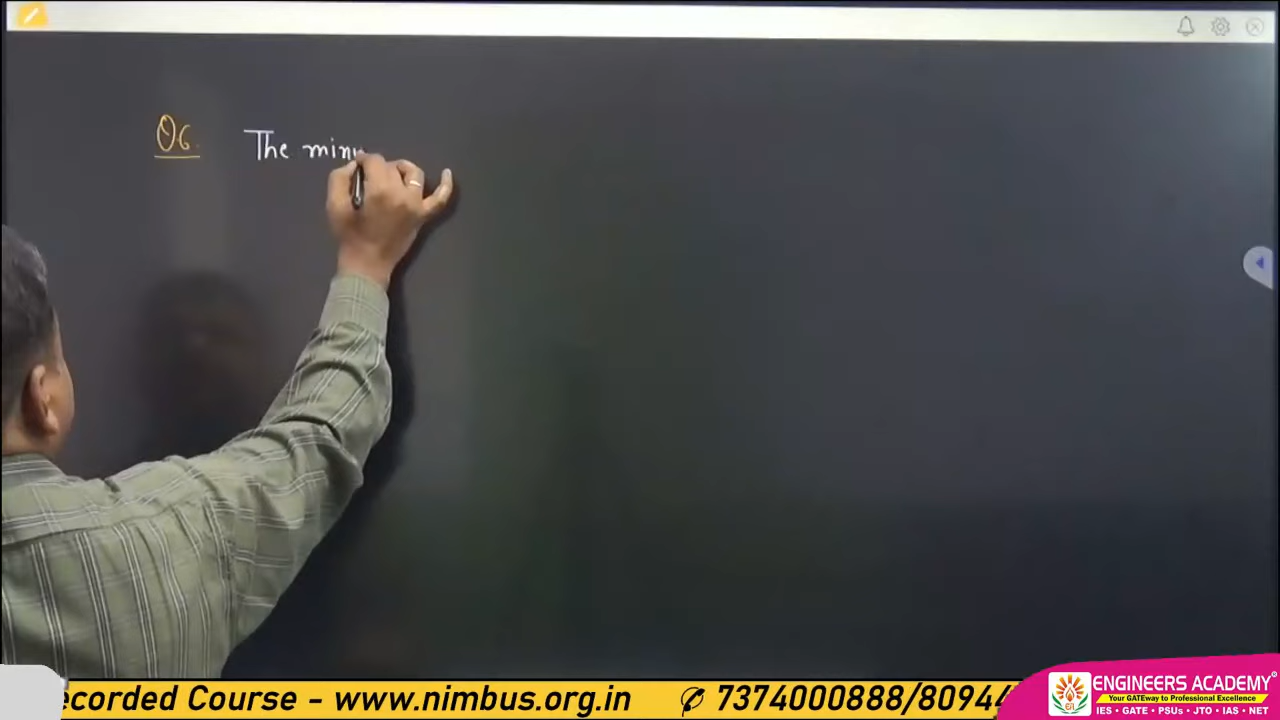 Q6. The min
ecorded Course - www.nimbus.org.in 7374000888/8094
ENGINEERS ACADEMY
Your GATEway to Professional Excellence
IES • GATE • PSUs • JTO • IAS • NET